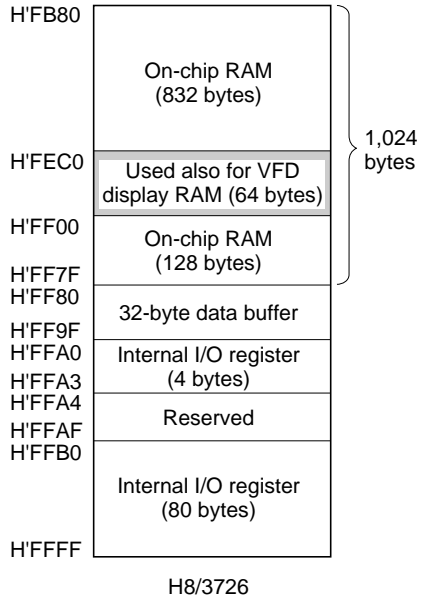 H'FB80
On-chip RAM
(832 bytes)
1,024
bytes
H'FEC0
Used also for VFD
display RAM (64 bytes)
H'FF00
On-chip RAM
(128 bytes)
H'FF7F
H'FF80
32-byte data buffer
H'FF9F
H'FFA0
Internal I/O register
(4 bytes)
H'FFA3
H'FFA4
Reserved
H'FFAF
H'FFB0
Internal I/O register
(80 bytes)
H'FFFF
H8/3726